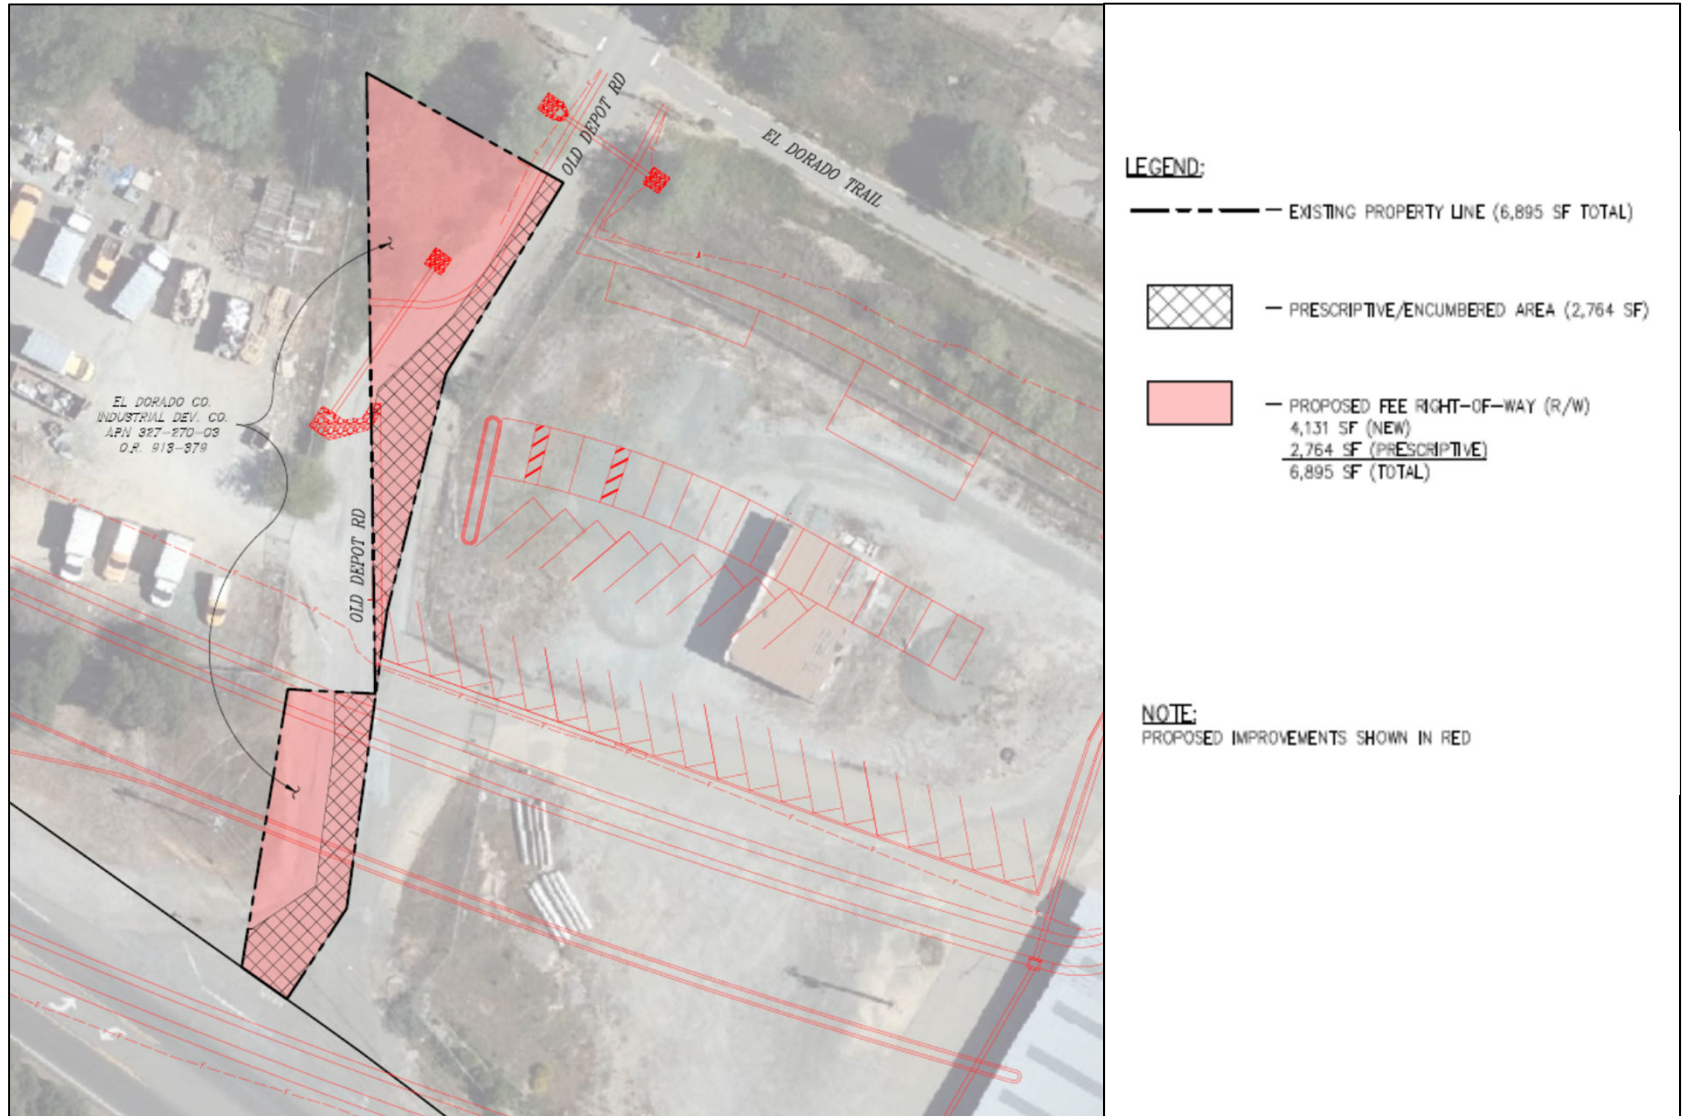 OLD DEPOT RD
EL DORADO TRAIL
EL DORADO CO.
INDUSTRIAL DEV. CO.
APN 327-270-03
O.R. 913-379
OLD DEPOT RD
LEGEND:
EXISTING PROPERTY LINE (6,895 SF TOTAL)
PRESCRIPTIVE/ENCUMBERED AREA (2,764 SF)
PROPOSED FEE RIGHT-OF-WAY (R/W)
4,131 SF (NEW)
2,764 SF (PRESCRIPTIVE)
6,895 SF (TOTAL)
NOTE:
PROPOSED IMPROVEMENTS SHOWN IN RED